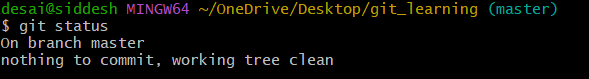 desai@siddesh MINGW64 ~/OneDrive/Desktop/git_learning (master)
$ git status
On branch master
nothing to commit, working tree clean